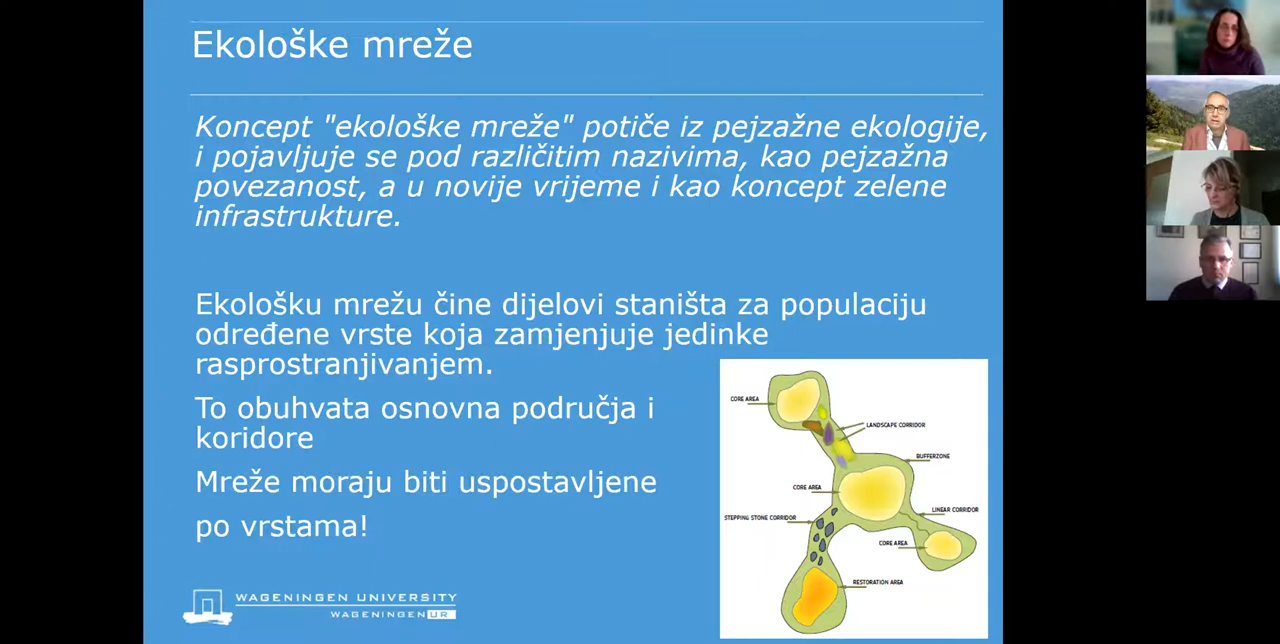 Ekološke mreže
Koncept "ekološke mreže" potiče iz pejzažne ekologije,
i pojavljuje se pod različitim nazivima, kao pejzažna
povezanost, a u novije vrijeme i kao koncept zelene
infrastrukture.
Ekološku mrežu čine dijelovi staništa za populaciju
određene vrste koja zamjenjuje jedinke
rasprostranjivanjem.
To obuhvata osnovna područja i
koridore
Mreže moraju biti uspostavljene
po vrstama!
CORE AREA
LANDSCAPE CORRIDOR
BUFFERZONE
CORE AREA
STEPPING STONE CORRIDOR
LINEAR CORRIDOR
CORE AREA
RESTORATION AREA
WAGENINGEN UNIVERSITY
WAGENINGEN UR